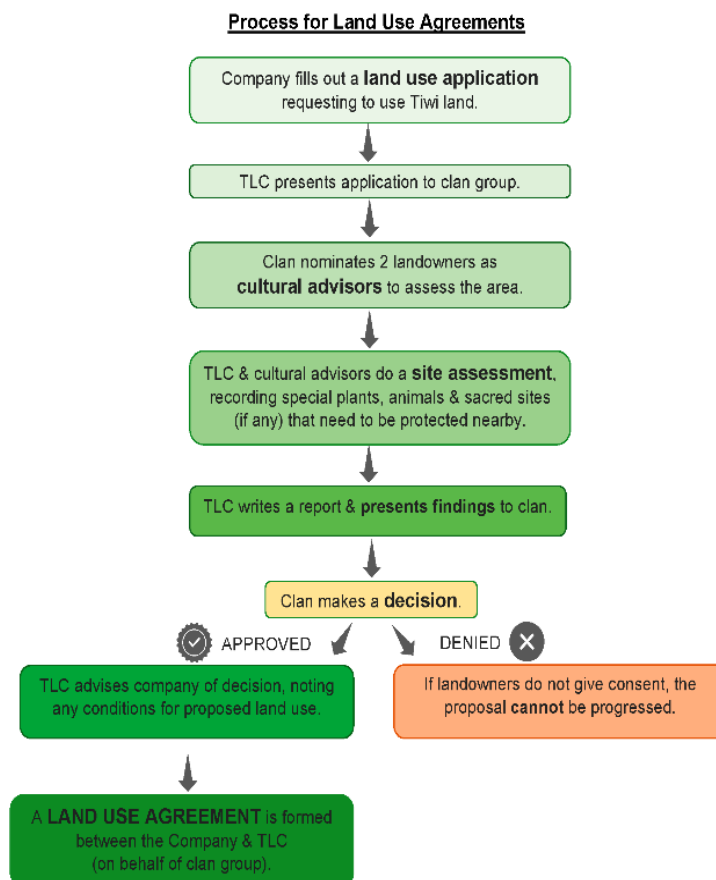 Process for Land Use Agreements
Company fills out a land use application
requesting to use Tiwi land.
TLC presents application to clan group.
Clan nominates 2 landowners as
cultural advisors to assess the area.
TLC & cultural advisors do a site assessment,
recording special plants, animals & sacred sites
(if any) that need to be protected nearby.
TLC writes a report & presents findings to clan.
Clan makes a decision.
APPROVED
DENIED
TLC advises company of decision, noting
any conditions for proposed land use.
If landowners do not give consent, the
proposal cannot be progressed.
A LAND USE AGREEMENT is formed
between the Company & TLC
(on behalf of clan group).